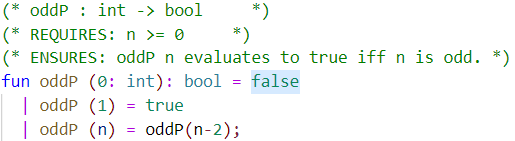 (* oddP : int -> bool     *)
(* REQUIRES: n >= 0     *)
(* ENSURES: oddP n evaluates to true iff n is odd. *)
fun oddP (0: int): bool = false
  | oddP (1) = true
  | oddP (n) = oddP(n-2);